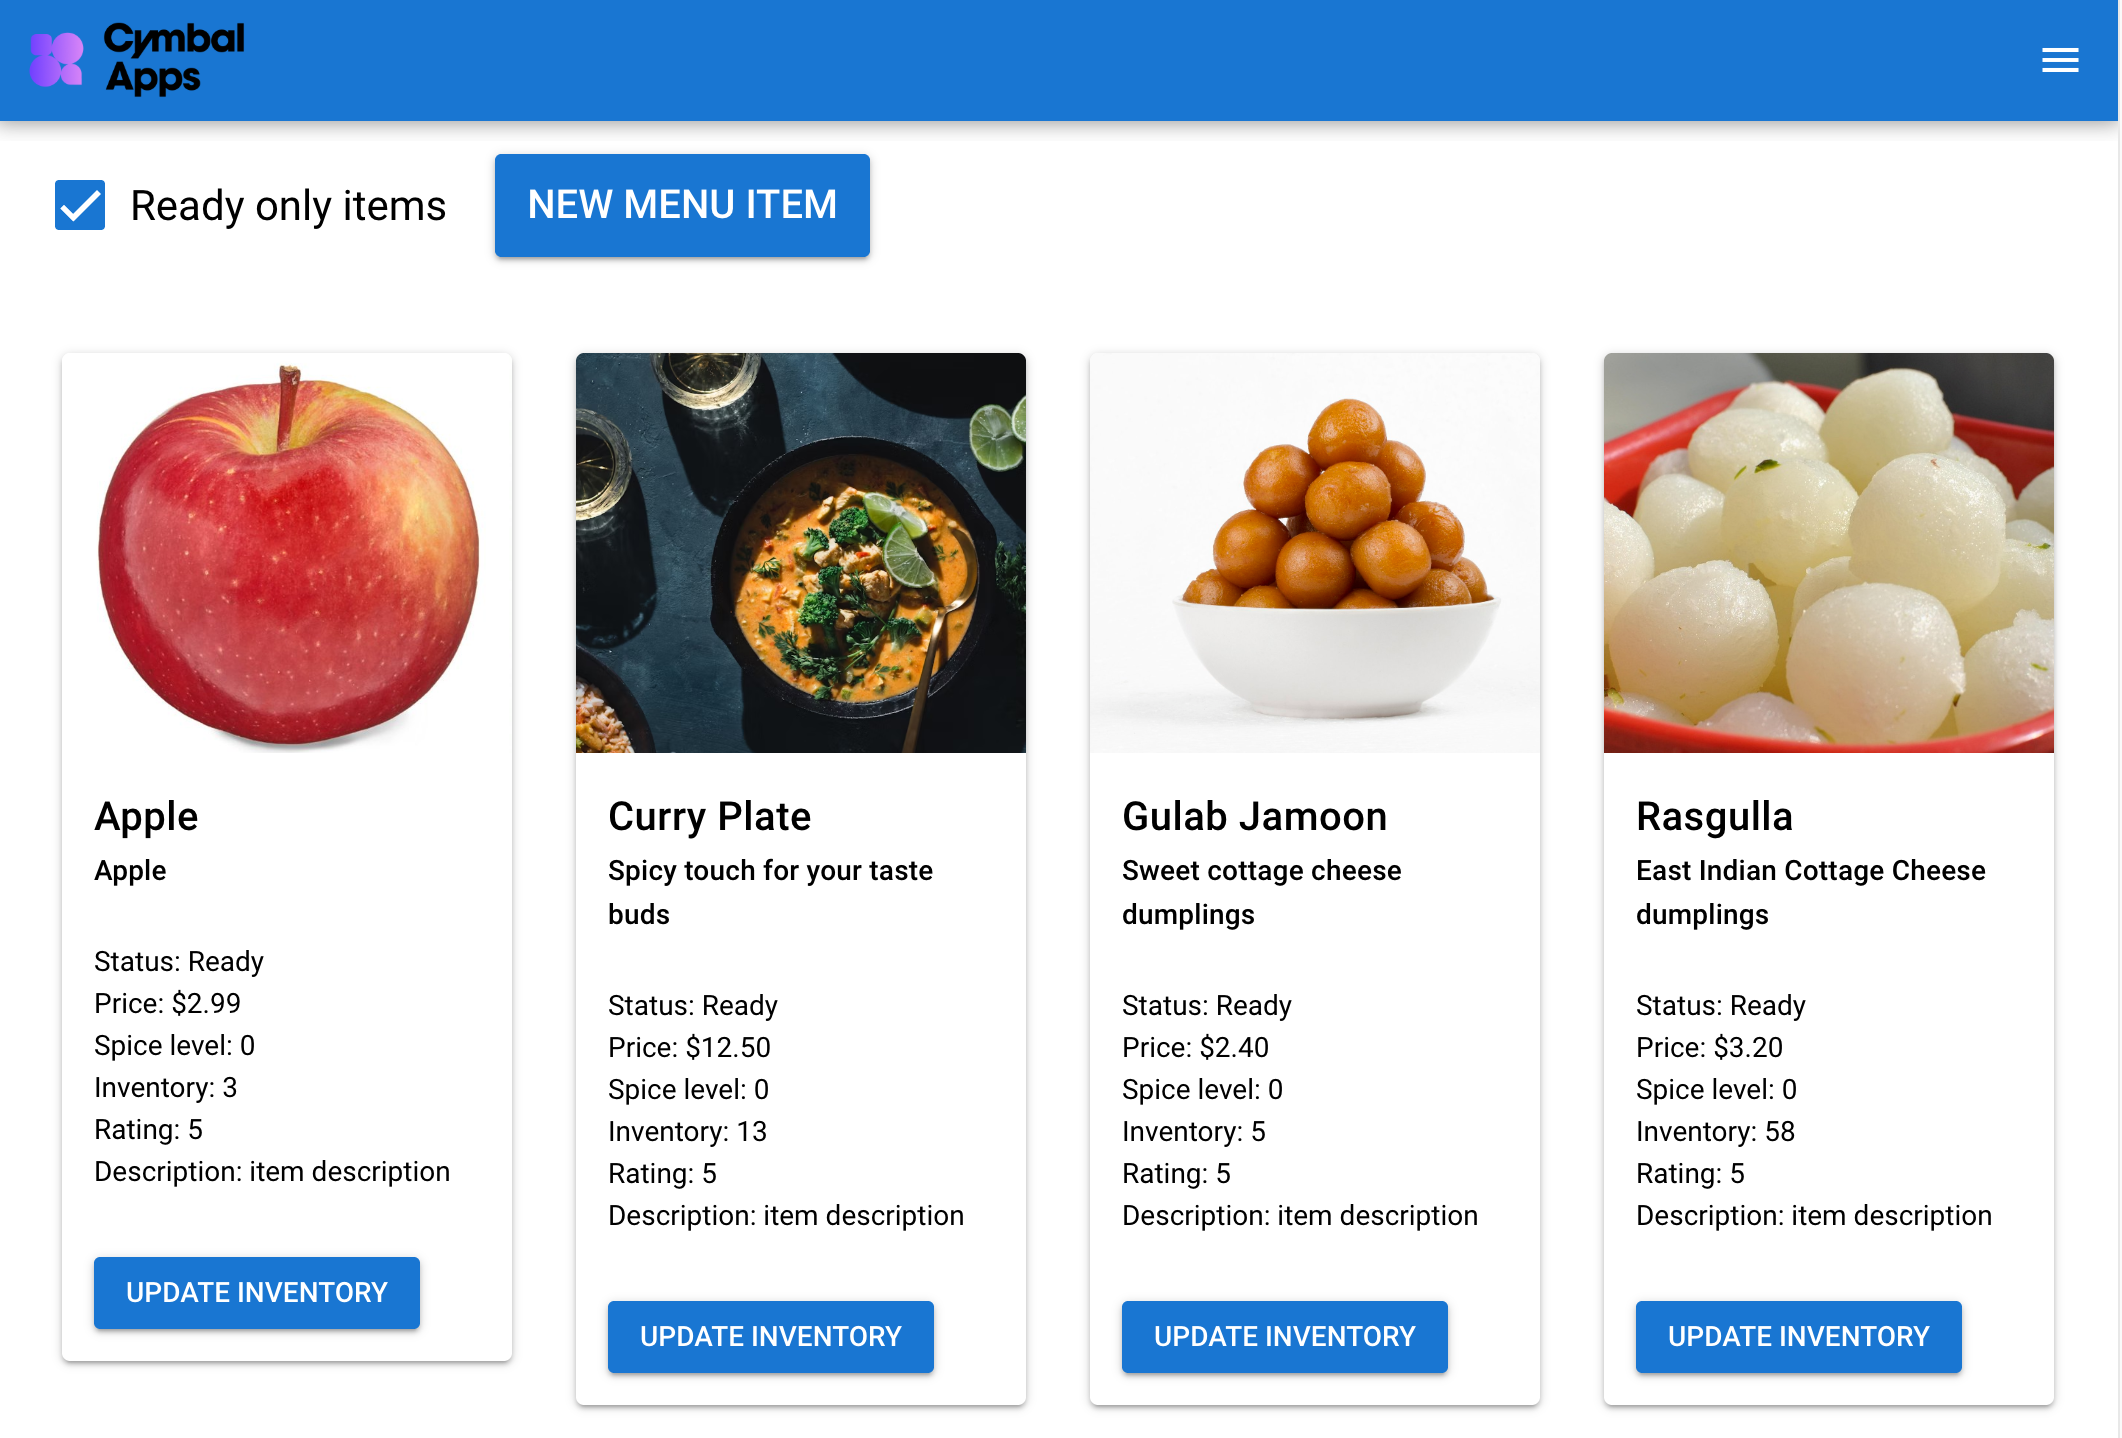 Cymbal
Apps
Ready only items
NEW MENU ITEM
Apple
Apple
Status: Ready
Price: $2.99
Spice level: 0
Inventory: 3
Rating: 5
Description: item description
UPDATE INVENTORY
Curry Plate
Spicy touch for your taste
buds
Status: Ready
Price: $12.50
Spice level: 0
Inventory: 13
Rating: 5
Description: item description
UPDATE INVENTORY
Gulab Jamoon
Sweet cottage cheese
dumplings
Status: Ready
Price: $2.40
Spice level: 0
Inventory: 5
Rating: 5
Description: item description
UPDATE INVENTORY
Rasgulla
East Indian Cottage Cheese
dumplings
Status: Ready
Price: $3.20
Spice level: 0
Inventory: 58
Rating: 5
Description: item description
UPDATE INVENTORY